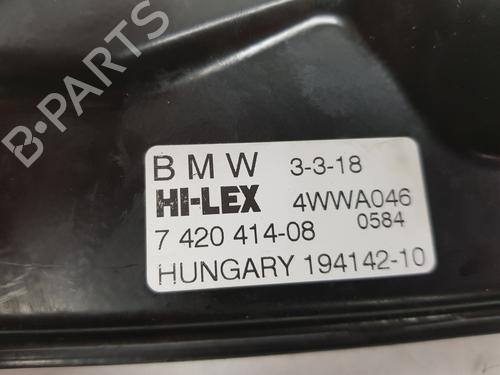 B-PARTS
BMW 3-3-18
HI-LEX 4WWA046
7 420 414-08 0584
HUNGARY 194142-10